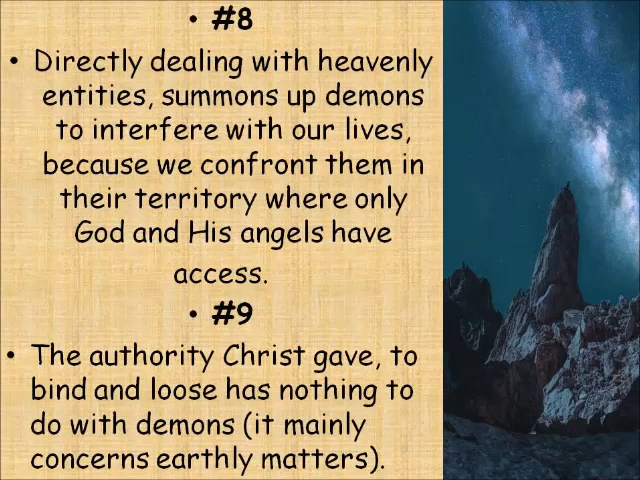 • #8
• Directly dealing with heavenly
entities, summons up demons
to interfere with our lives,
because we confront them in
their territory where only
God and His angels have
access.
• #9
• The authority Christ gave, to
bind and loose has nothing to
do with demons (it mainly
concerns earthly matters).